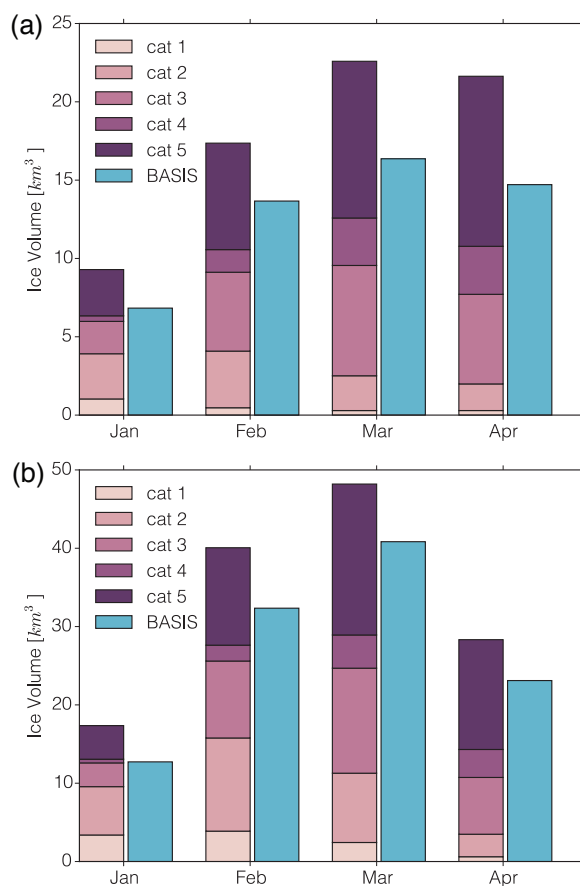 (a)
25
20
15
10
5
0
Ice Volume [km³]
cat 1
cat 2
cat 3
cat 4
cat 5
BASIS
Jan Feb Mar Apr
(b)
50
40
30
20
10
0
Ice Volume [km³]
cat 1
cat 2
cat 3
cat 4
cat 5
BASIS
Jan Feb Mar Apr